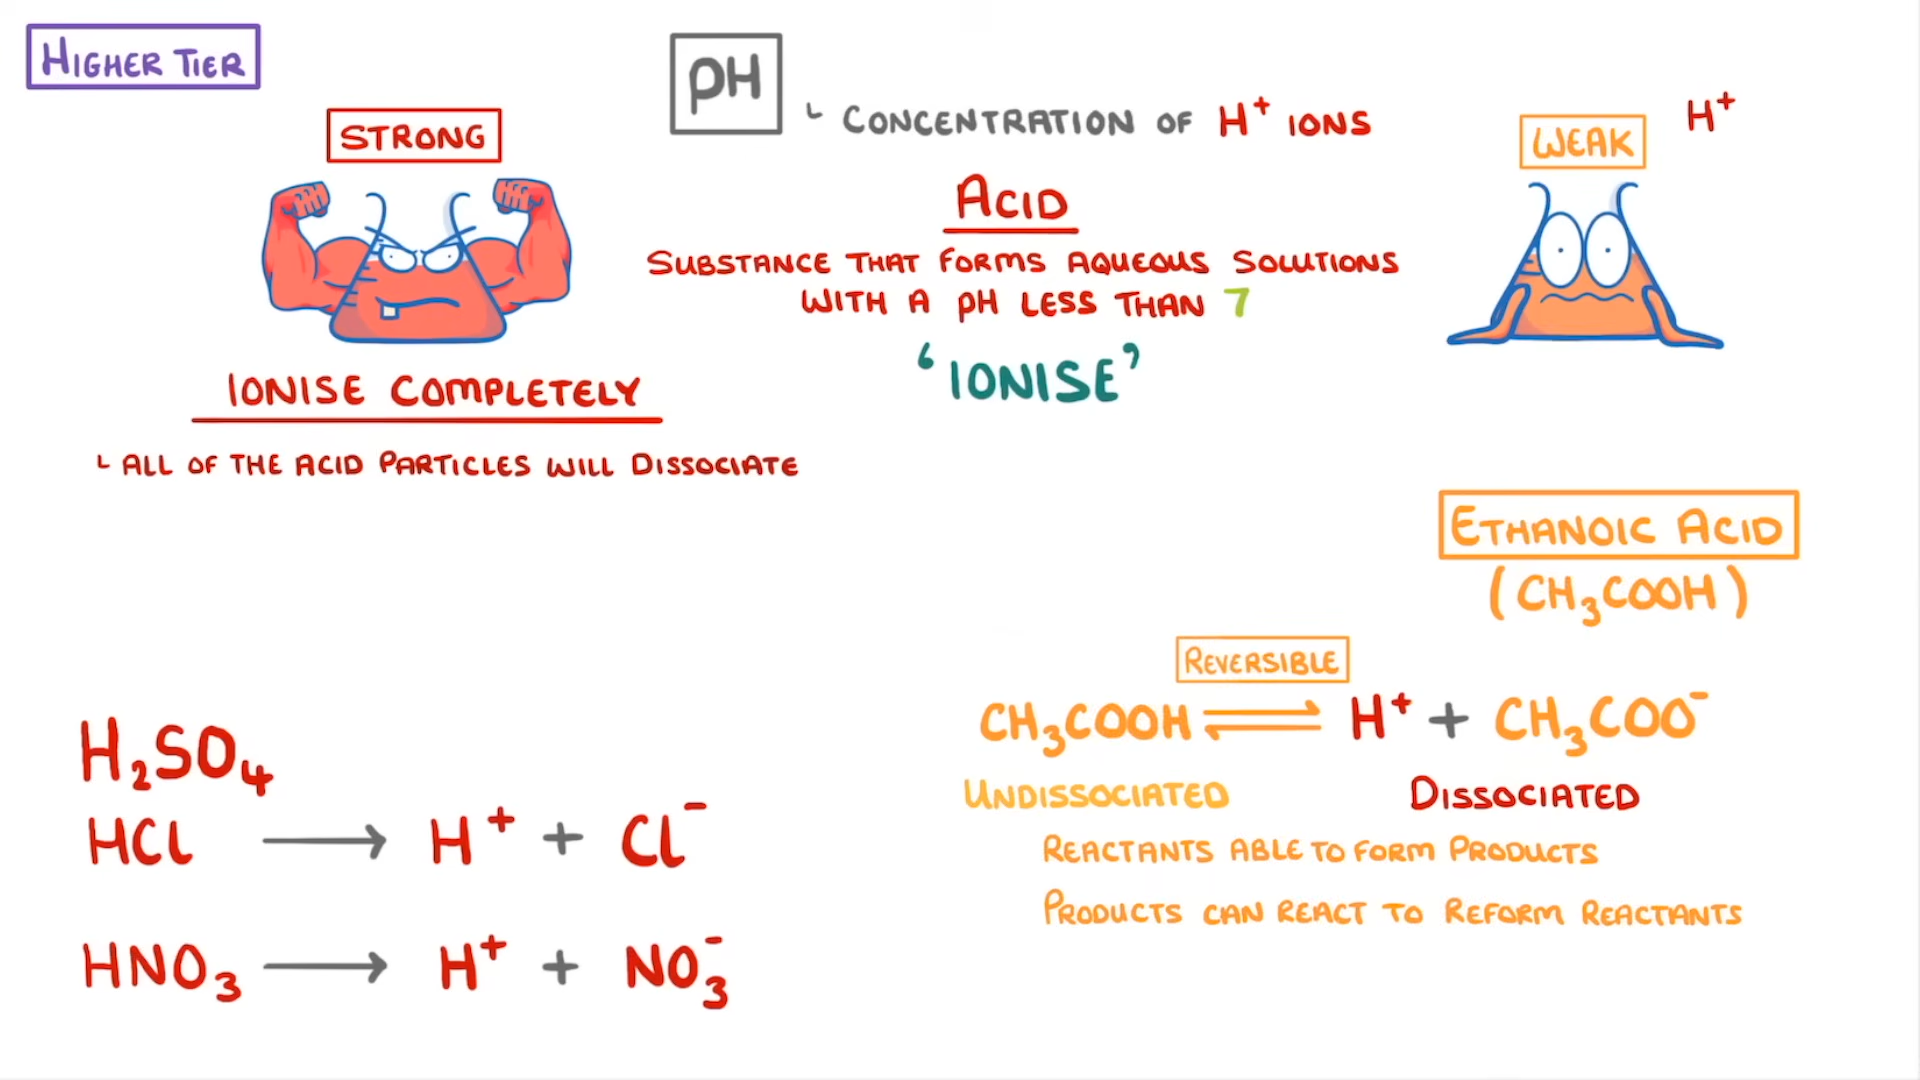 HIGHER TIER
PH
└ CONCENTRATION OF H⁺ IONS
STRONG
WEAK
H⁺
ACID
SUBSTANCE THAT FORMS AQUEOUS SOLUTIONS
WITH A PH LESS THAN 7
'IONISE'
IONISE COMPLETELY
└ ALL OF THE ACID PARTICLES WILL DISSOCIATE
ETHANOIC ACID
(CH₃COOH)
REVERSIBLE
CH₃COOH ⇌ H⁺ + CH₃COO⁻
UNDISSOCIATED
DISSOCIATED
REACTANTS ABLE TO FORM PRODUCTS
PRODUCTS CAN REACT TO REFORM REACTANTS
H₂SO₄
HCl ⟶ H⁺ + Cl⁻
HNO₃ ⟶ H⁺ + NO₃⁻